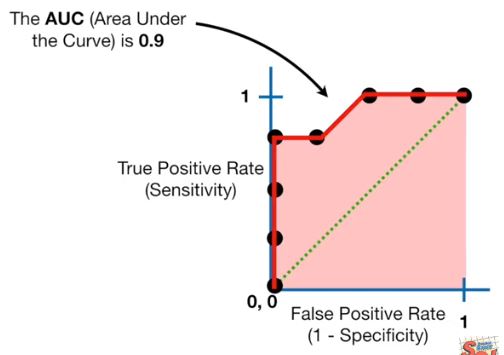 The AUC (Area Under
the Curve) is 0.9
1
True Positive Rate
(Sensitivity)
0, 0
False Positive Rate
(1 - Specificity)
1